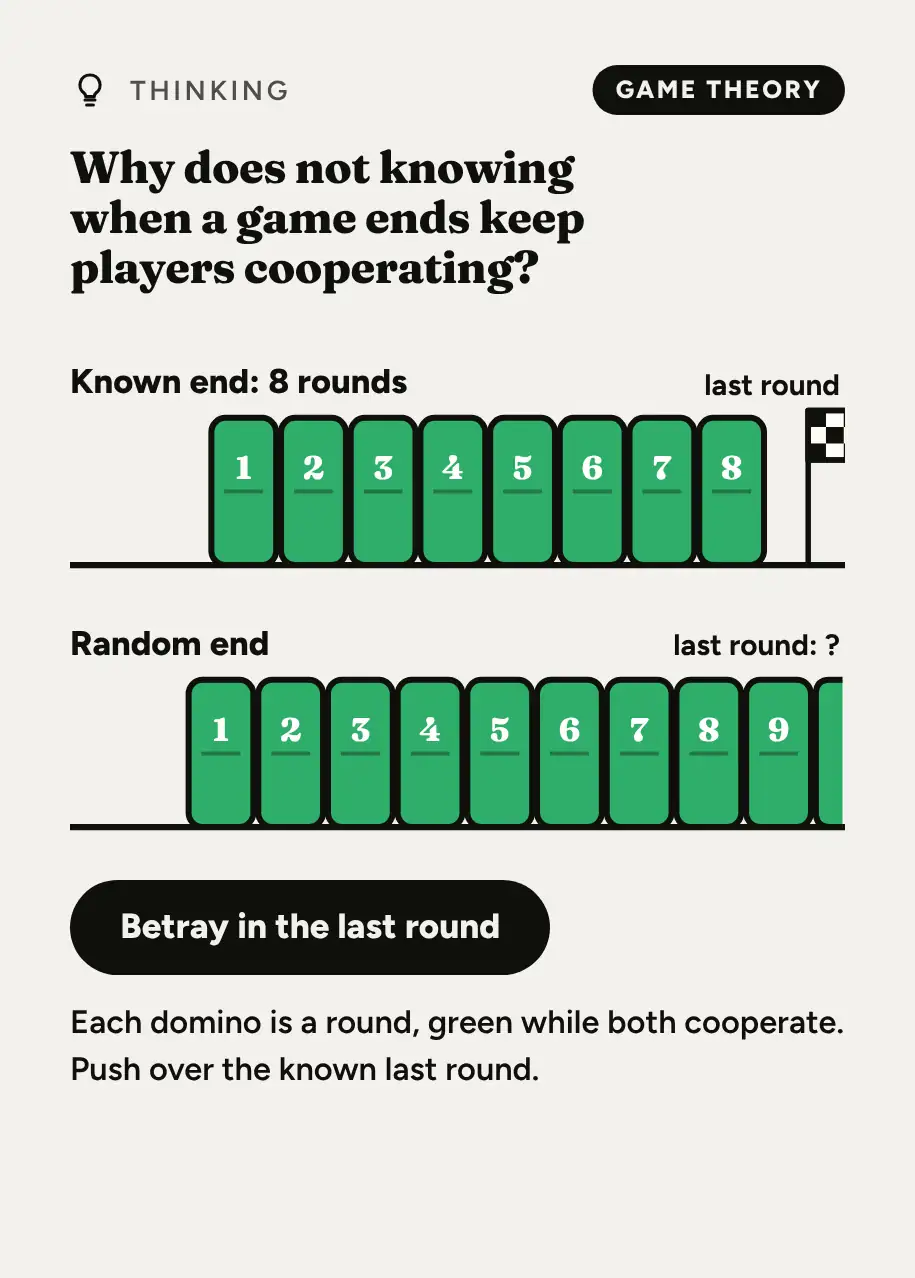 THINKING
GAME THEORY
Why does not knowing
when a game ends keep
players cooperating?
Known end: 8 rounds
last round
1 2 3 4 5 6 7 8
Random end
last round: ?
1 2 3 4 5 6 7 8 9
Betray in the last round
Each domino is a round, green while both cooperate.
Push over the known last round.